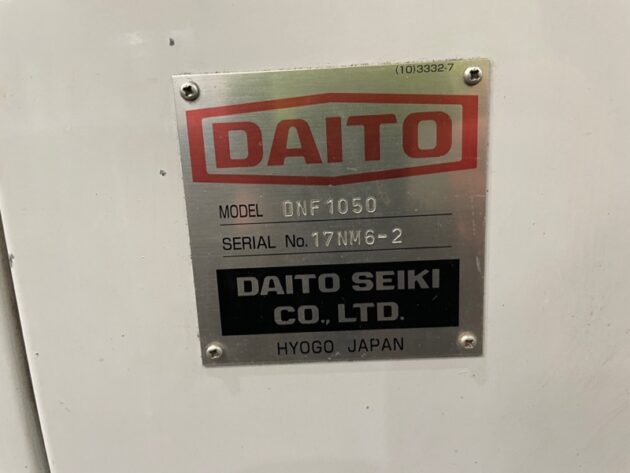 (10)3332-7
DAITO
MODEL DNF1050
SERIAL No. 17NM6-2
DAITO SEIKI
CO., LTD.
HYOGO JAPAN